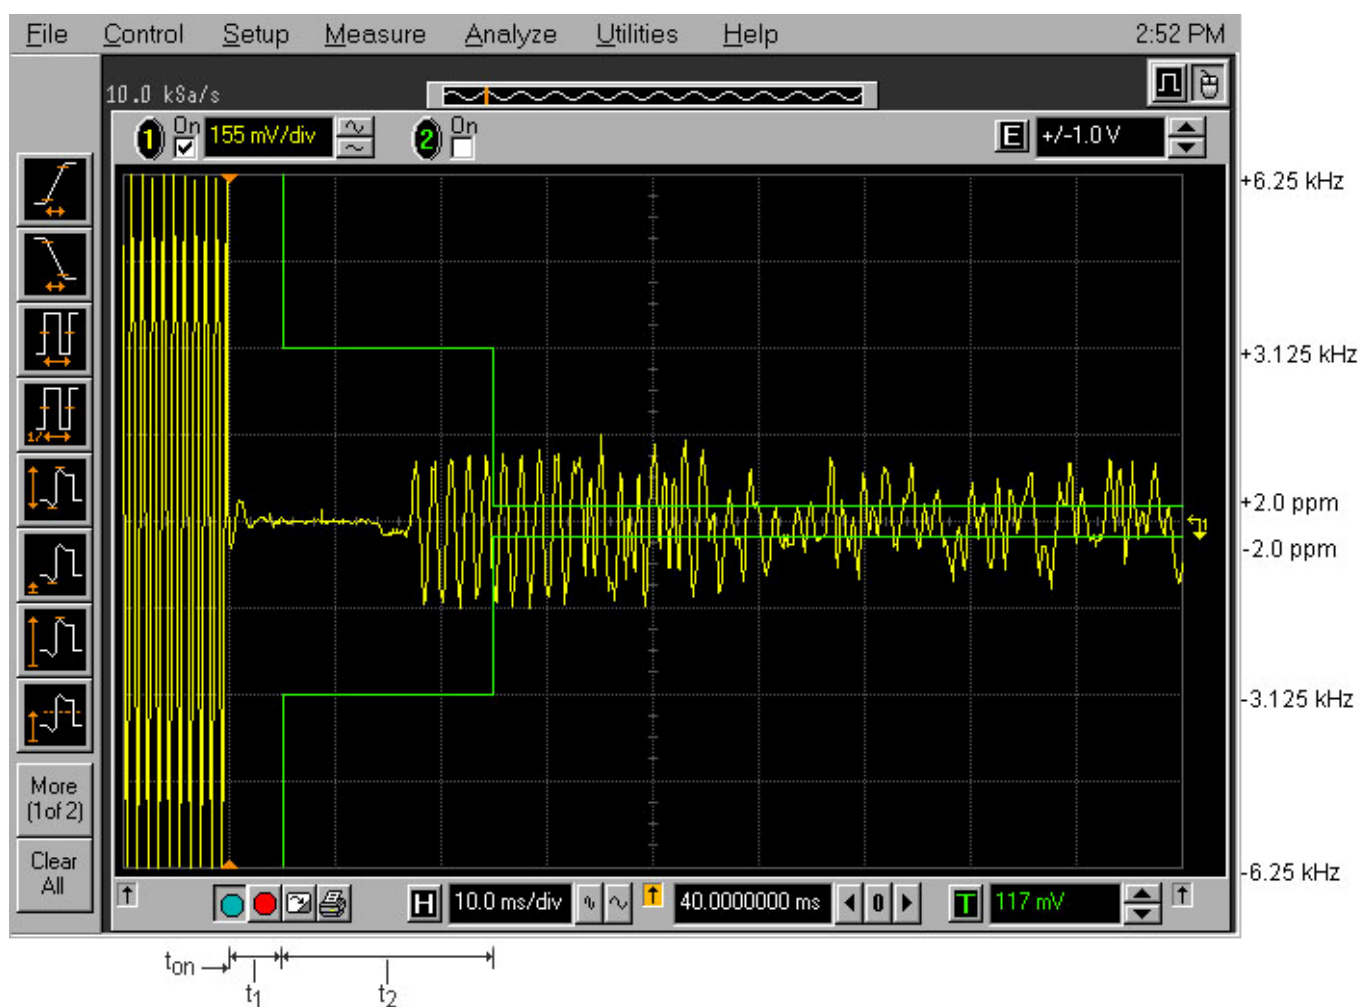 File Control Setup Measure Analyze Utilities Help 2:52 PM
10.0 kSa/s
1 On 155 mV/div 2 On E +/-1.0 V
+6.25 kHz
+3.125 kHz
1/
+2.0 ppm
-2.0 ppm
-3.125 kHz
More
(1of 2)
Clear
All
-6.25 kHz
H 10.0 ms/div 40.0000000 ms 0 T 117 mV
ton
t1 t2